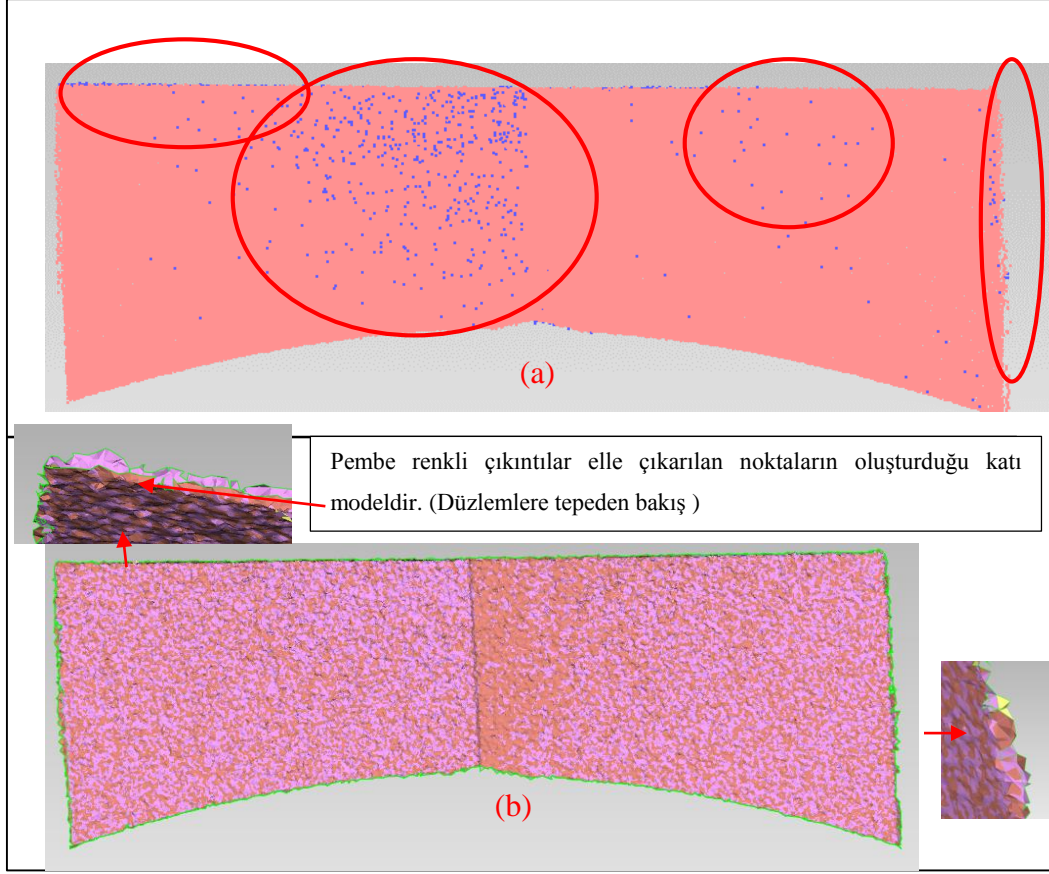 (a)
Pembe renkli çıkıntılar elle çıkarılan noktaların oluşturduğu katı
modeldir. (Düzlemlere tepeden bakış )
(b)